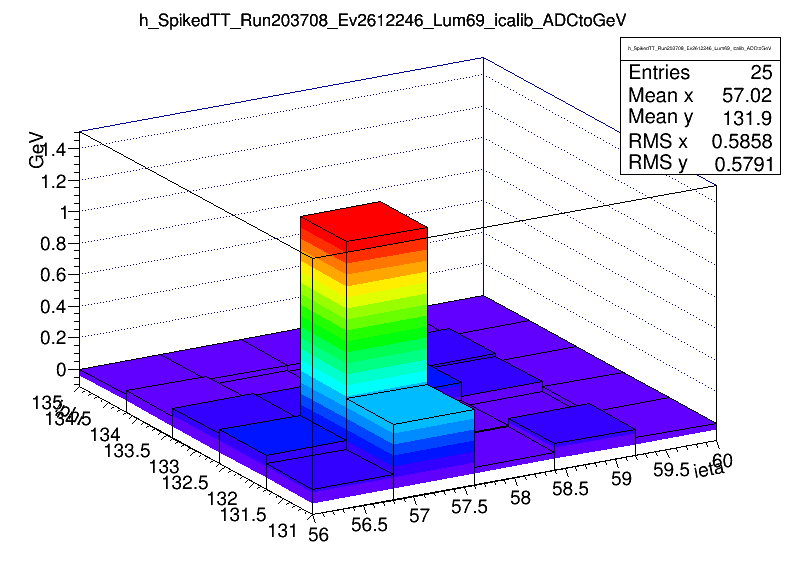 h_SpikedTT_Run203708_Ev2612246_Lum69_icalib_ADCtoGeV
h_SpikedTT_Run203708_Ev2612246_Lum69_icalib_ADCtoGeV
Entries 25
Mean x 57.02
Mean y 131.9
RMS x 0.5858
RMS y 0.5791
GeV
1.4
1.2
1
0.8
0.6
0.4
0.2
0
135
134.5
134
133.5
133
132.5
132
131.5
131
56
56.5
57
57.5
58
58.5
59
59.5
60
ieta